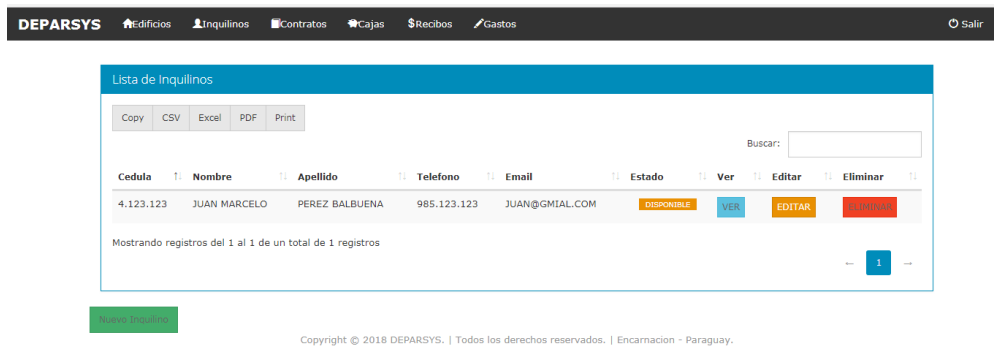 DEPARSYS Edificios Inquilinos Contratos Cajas $Recibos Gastos Salir
Lista de Inquilinos
Copy CSV Excel PDF Print
Buscar:
Cedula Nombre Apellido Telefono Email Estado Ver Editar Eliminar
4.123.123 JUAN MARCELO PEREZ BALBUENA 985.123.123 JUAN@GMIAL.COM DISPONIBLE VER EDITAR ELIMINAR
Mostrando registros del 1 al 1 de un total de 1 registros
← 1 →
Nuevo Inquilino
Copyright © 2018 DEPARSYS. | Todos los derechos reservados. | Encarnacion - Paraguay.